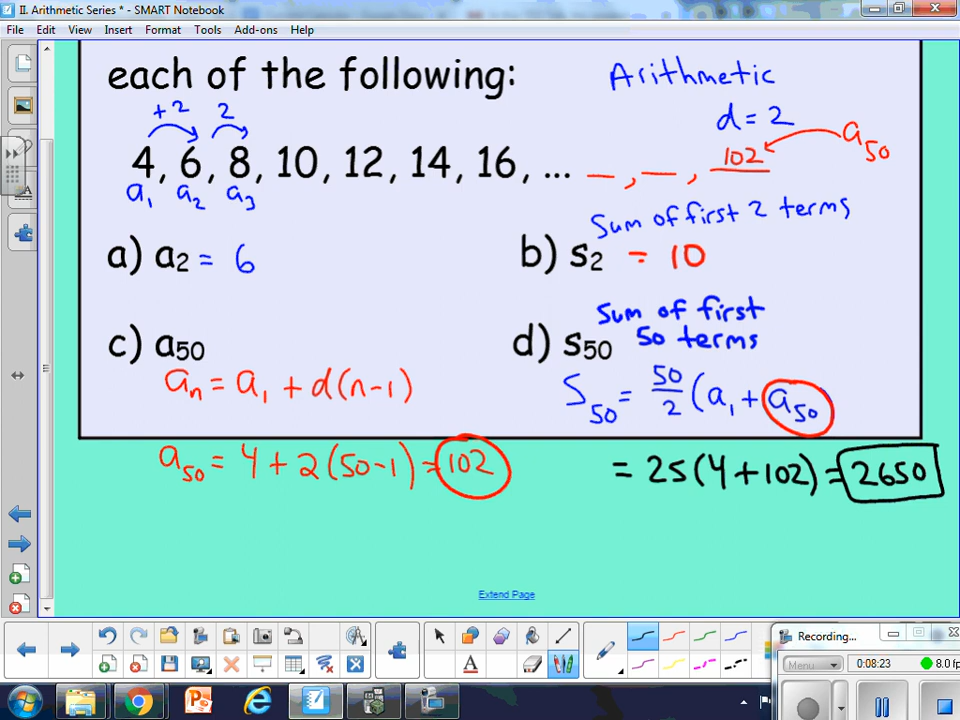 II. Arithmetic Series * - SMART Notebook
File Edit View Insert Format Tools Add-ons Help
each of the following:
Arithmetic
+2 2
d = 2
a50
102
4, 6, 8, 10, 12, 14, 16, ... _ , _ ,
a1 a2 a3
Sum of first 2 terms
a) a2 = 6
b) s2 = 10
Sum of first
50 terms
c) a50
d) s50
an = a1 + d(n-1)
S50 = 50/2 (a1 + a50
a50 = 4 + 2(50-1) = 102
= 25(4+102) = 2650
Extend Page
Recording...
Menu
0:08:23
8.0 fp